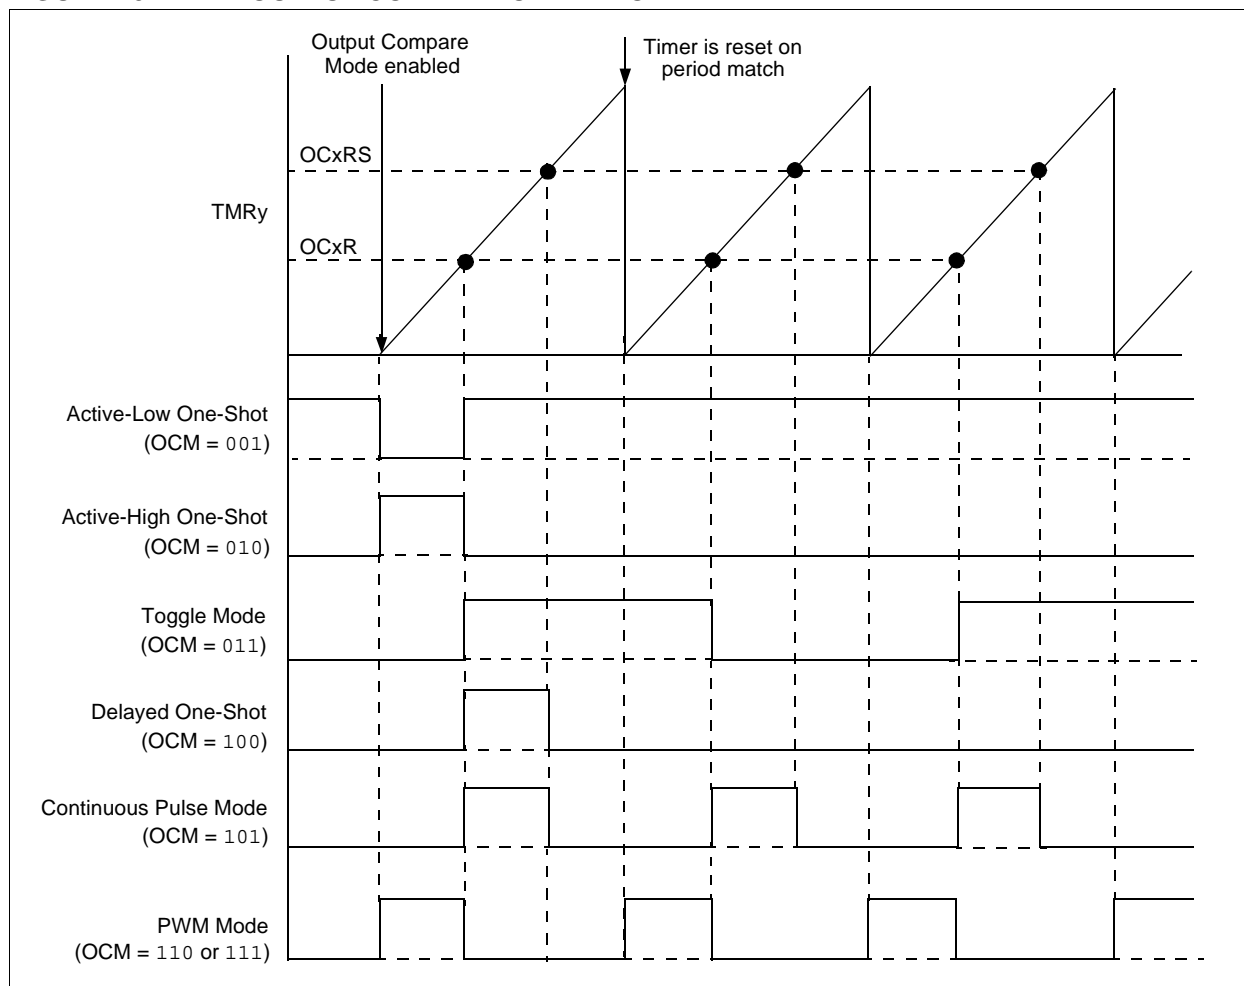 Output Compare
Mode enabled
Timer is reset on
period match
OCxRS
TMRy
OCxR
Active-Low One-Shot
(OCM = 001)
Active-High One-Shot
(OCM = 010)
Toggle Mode
(OCM = 011)
Delayed One-Shot
(OCM = 100)
Continuous Pulse Mode
(OCM = 101)
PWM Mode
(OCM = 110 or 111)